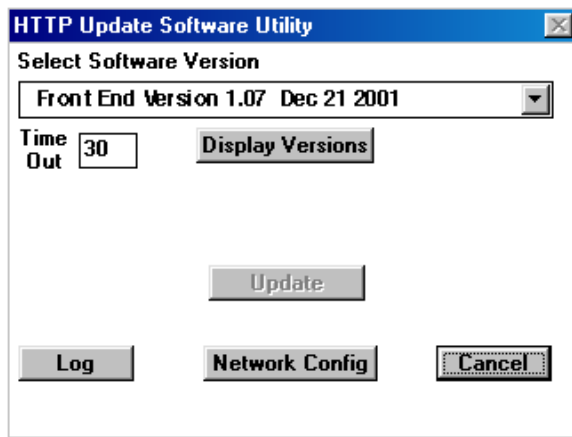 HTTP Update Software Utility
Select Software Version
Front End Version 1.07 Dec 21 2001
Time Out 30
Display Versions
Update
Log
Network Config
Cancel